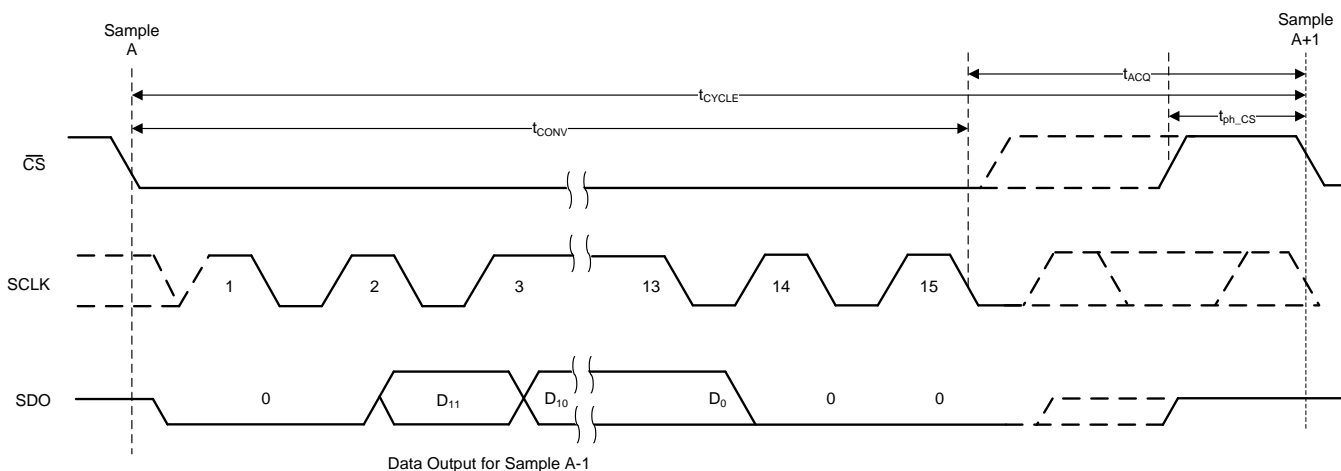 Sample
A
Sample
A+1
tACQ
tCYCLE
tCONV
tph_CS
CS
SCLK
1 2 3 13 14 15
SDO
0 D11 D10 D0 0 0
Data Output for Sample A-1